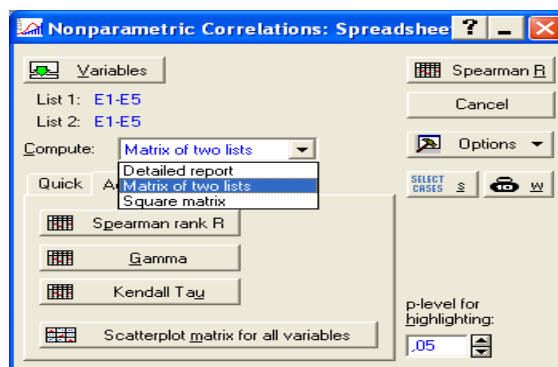 Nonparametric Correlations: Spreadshee ?
Variables
Spearman R
List 1: E1-E5
Cancel
List 2: E1-E5
Compute: Matrix of two lists
Options
Detailed report
Quick A Matrix of two lists
SELECT CASES S W
Square matrix
Spearman rank R
Gamma
Kendall Tau
p-level for highlighting:
Scatterplot matrix for all variables
,05